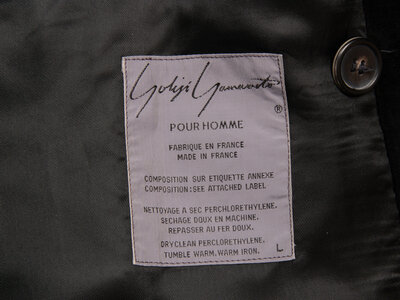 Yohji Yamamoto
®
POUR HOMME
FABRIQUE EN FRANCE
MADE IN FRANCE
COMPOSITION SUR ETIQUETTE ANNEXE
COMPOSITION: SEE ATTACHED LABEL
NETTOYAGE A SEC PERCHLORETHYLENE.
SECHAGE DOUX EN MACHINE.
REPASSER AU FER DOUX.
DRYCLEAN PERCLORETHYLENE.
TUMBLE WARM, WARM IRON.
L